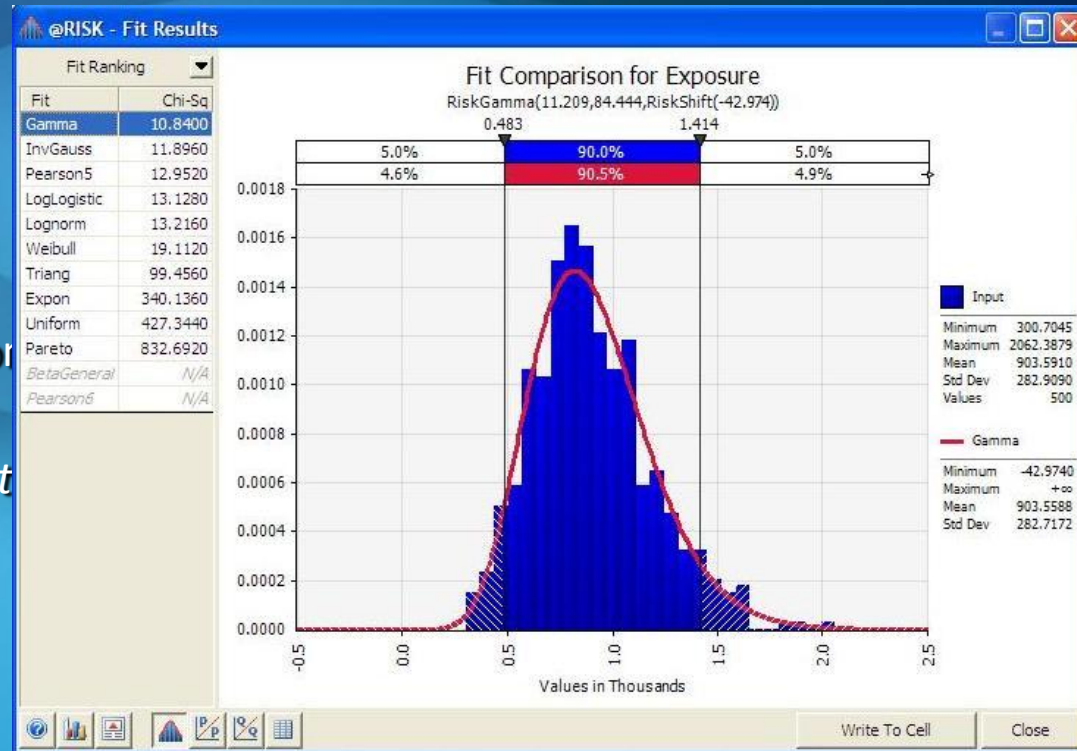 @RISK - Fit Results
Fit Ranking
Fit Chi-Sq
Gamma 10.8400
InvGauss 11.8960
Pearson5 12.9520
LogLogistic 13.1280
Lognorm 13.2160
Weibull 19.1120
Triang 99.4560
Expon 340.1360
Uniform 427.3440
Pareto 832.6920
BetaGeneral N/A
Pearson6 N/A
Fit Comparison for Exposure
RiskGamma(11.209,84.444,RiskShift(-42.974))
0.483 1.414
5.0% 90.0% 5.0%
4.6% 90.5% 4.9%
0.0018
0.0016
0.0014
0.0012
0.0010
0.0008
0.0006
0.0004
0.0002
0.0000
-0.5 0.0 0.5 1.0 1.5 2.0 2.5
Values in Thousands
Input
Minimum 300.7045
Maximum 2062.3879
Mean 903.5910
Std Dev 282.9090
Values 500
Gamma
Minimum -42.9740
Maximum +∞
Mean 903.5588
Std Dev 282.7172
P/P
Q/Q
Write To Cell
Close